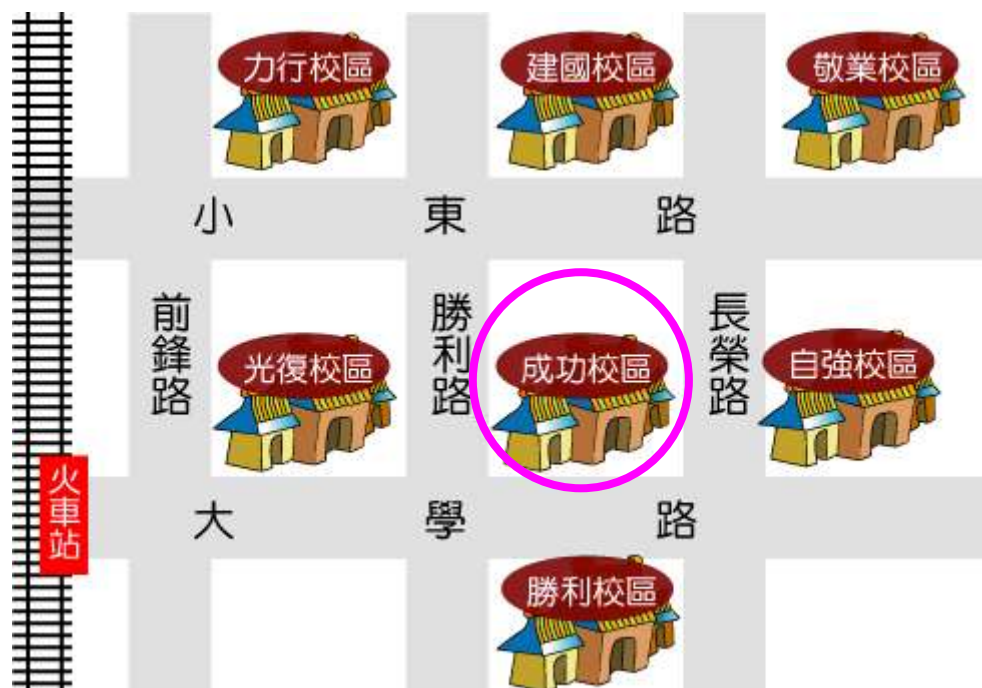 力行校區
建國校區
敬業校區
小東路
前鋒路
勝利路
長榮路
光復校區
成功校區
自強校區
火車站
大學路
勝利校區